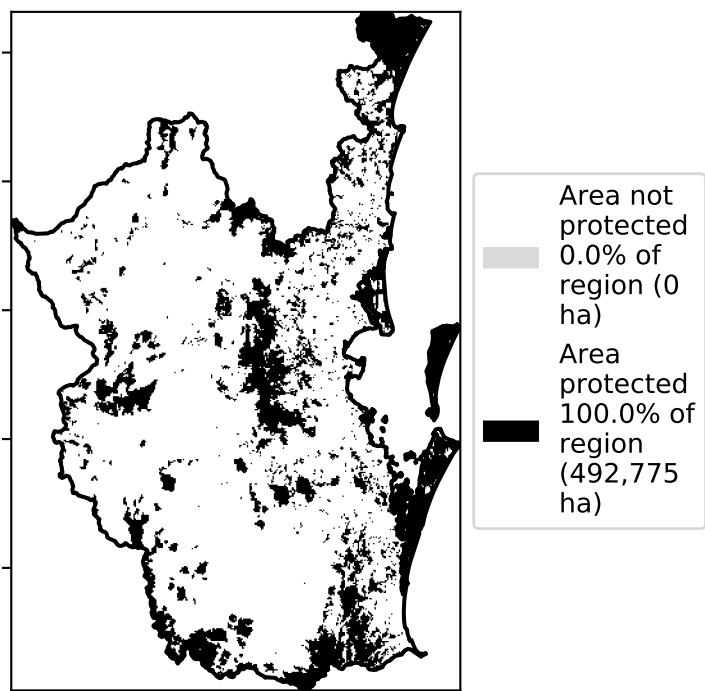 Area not
protected
0.0% of
region (0
ha)
Area
protected
100.0% of
region
(492,775
ha)